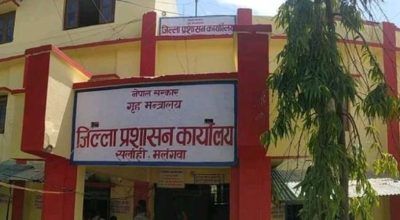 जिल्ला प्रशासन कार्यालय
नेपाल सरकार
गृह मन्त्रालय
जिल्ला प्रशासन कार्यालय
सर्लाही, मलंगवा